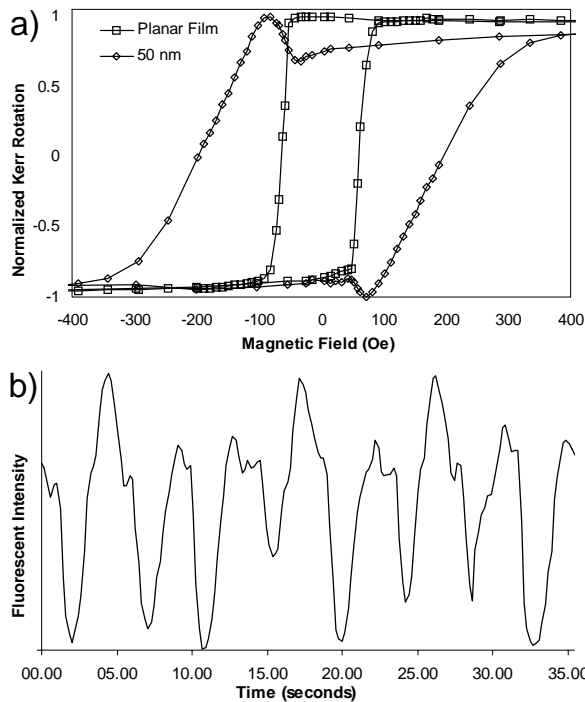 a)
Planar Film
50 nm
1
0.5
0
-0.5
-1
Normalized Kerr Rotation
-400 -300 -200 -100 0 100 200 300 400
Magnetic Field (Oe)
b)
Fluorescent Intensity
00.00 05.00 10.00 15.00 20.00 25.00 30.00 35.00
Time (seconds)